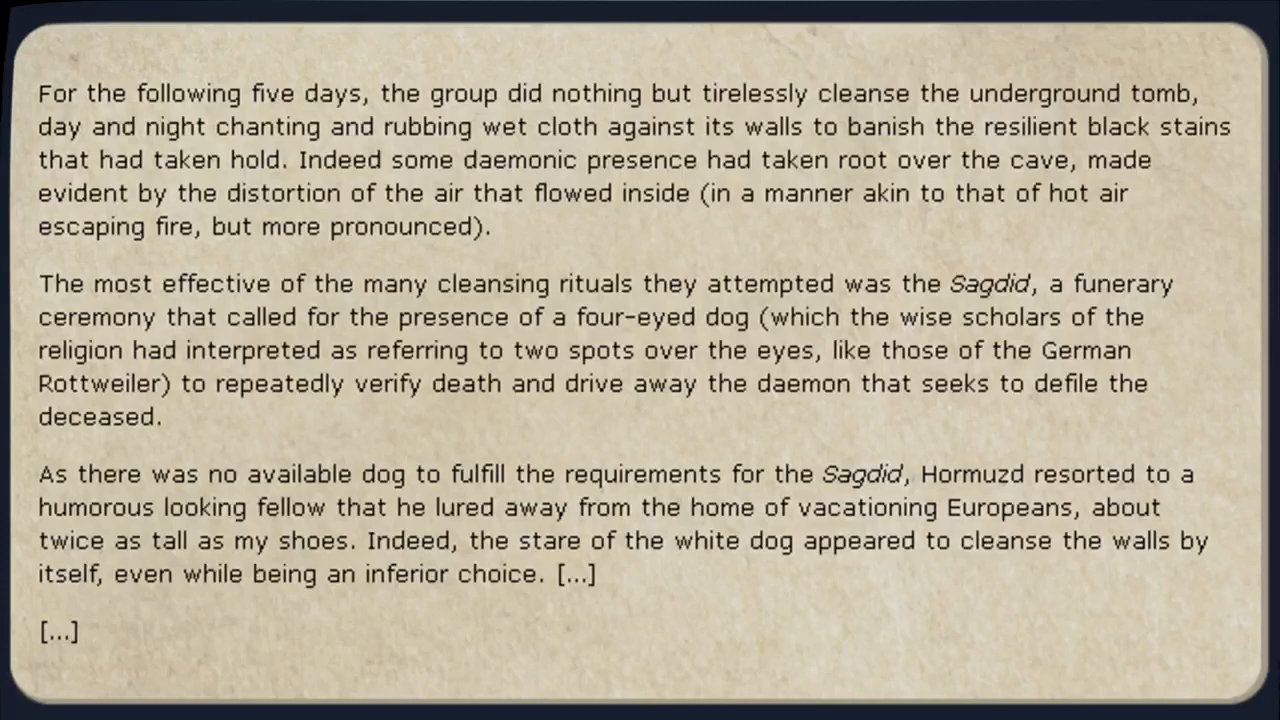 For the following five days, the group did nothing but tirelessly cleanse the underground tomb,
day and night chanting and rubbing wet cloth against its walls to banish the resilient black stains
that had taken hold. Indeed some daemonic presence had taken root over the cave, made
evident by the distortion of the air that flowed inside (in a manner akin to that of hot air
escaping fire, but more pronounced).
The most effective of the many cleansing rituals they attempted was the Sagdid, a funerary
ceremony that called for the presence of a four-eyed dog (which the wise scholars of the
religion had interpreted as referring to two spots over the eyes, like those of the German
Rottweiler) to repeatedly verify death and drive away the daemon that seeks to defile the
deceased.
As there was no available dog to fulfill the requirements for the Sagdid, Hormuzd resorted to a
humorous looking fellow that he lured away from the home of vacationing Europeans, about
twice as tall as my shoes. Indeed, the stare of the white dog appeared to cleanse the walls by
itself, even while being an inferior choice. [...]
[...]